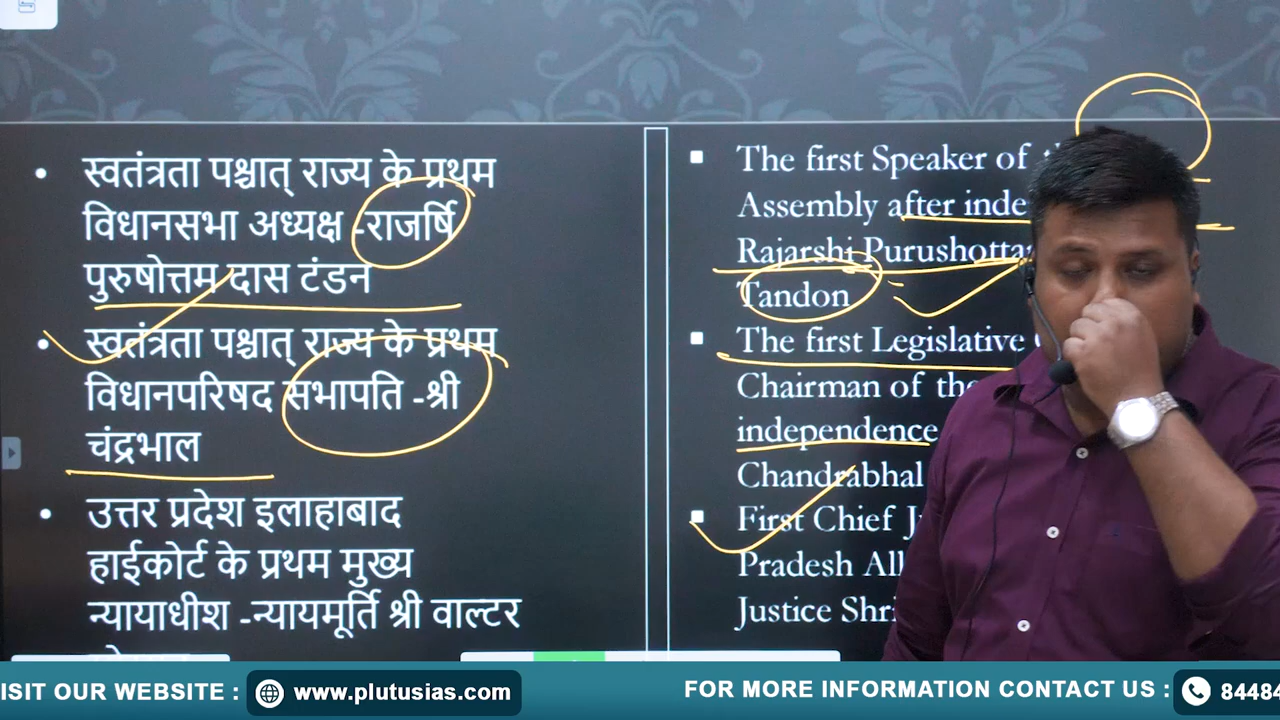 स्वतंत्रता पश्चात् राज्य के प्रथम
विधानसभा अध्यक्ष -राजर्षि
पुरुषोत्तम दास टंडन
स्वतंत्रता पश्चात् राज्य के प्रथम
विधानपरिषद सभापति -श्री
चंद्रभाल
उत्तर प्रदेश इलाहाबाद
हाईकोर्ट के प्रथम मुख्य
न्यायाधीश -न्यायमूर्ति श्री वाल्टर
The first Speaker of
Assembly after
Rajarshi
Tandon
The first Legislative
Chairman of the
independence
Chandrabhal
First Chief
Pradesh
Justice Shri
ISIT OUR WEBSITE : www.plutusias.com
FOR MORE INFORMATION CONTACT US : 84484